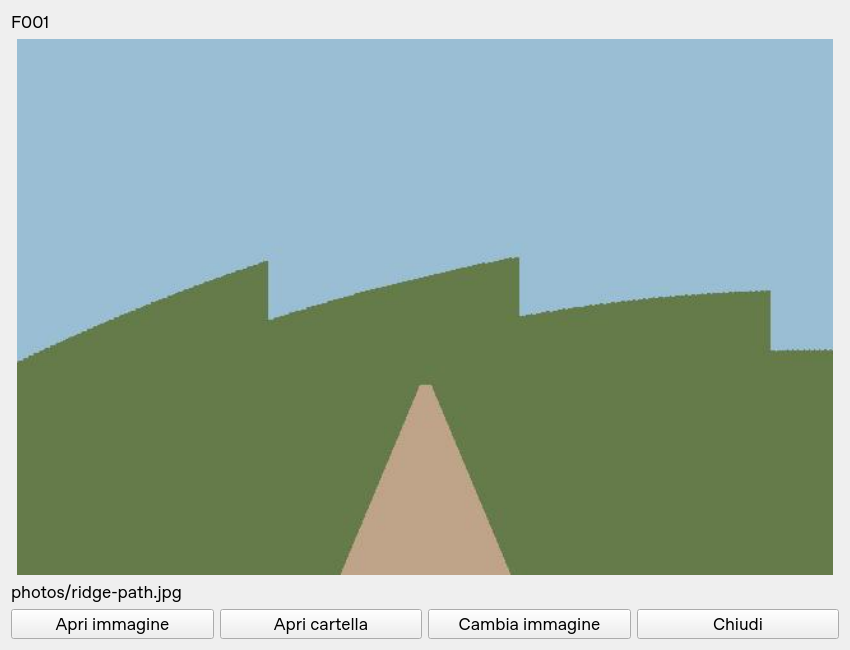 F001
photos/ridge-path.jpg
Apri immagine
Apri cartella
Cambia immagine
Chiudi